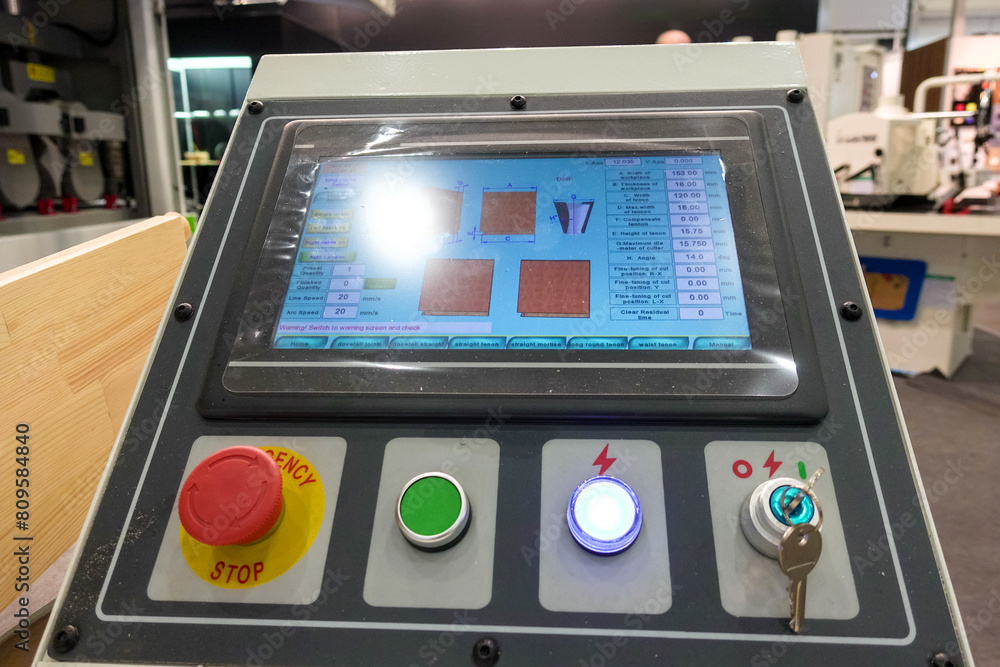 X-Axis 12.035 Y-Axis 0.000
A: Width of workpiece 153.00 mm
B: Thickness of workpiece 16.00 mm
C: Width of tenon 120.00 mm
D: Max.width of tenon 16.00 mm
F: Compensate 0.00 mm
E: Height of tenon 15.75 mm
G:Maximum dia-meter of cutter 15.750 mm
H: Angle 14.0 deg
Fine-tuning of cut position: R-X 0.00 mm
Fine-tuning of cut position: Y 0.00 mm
Fine-tuning of cut position: L-X 0.00 mm
Clear Residual time 0 Time
A
C
G
H
Preset Quantity 1
Finished Quantity 0
Line Speed 20 mm/s
Arc Speed 20 mm/s
Warning! Switch to warning screen and check
Home dovetail joint dovetail straight straight tenon straight mortise long round tenon waist tenon Manual
STOP
Adobe Stock | #809584840